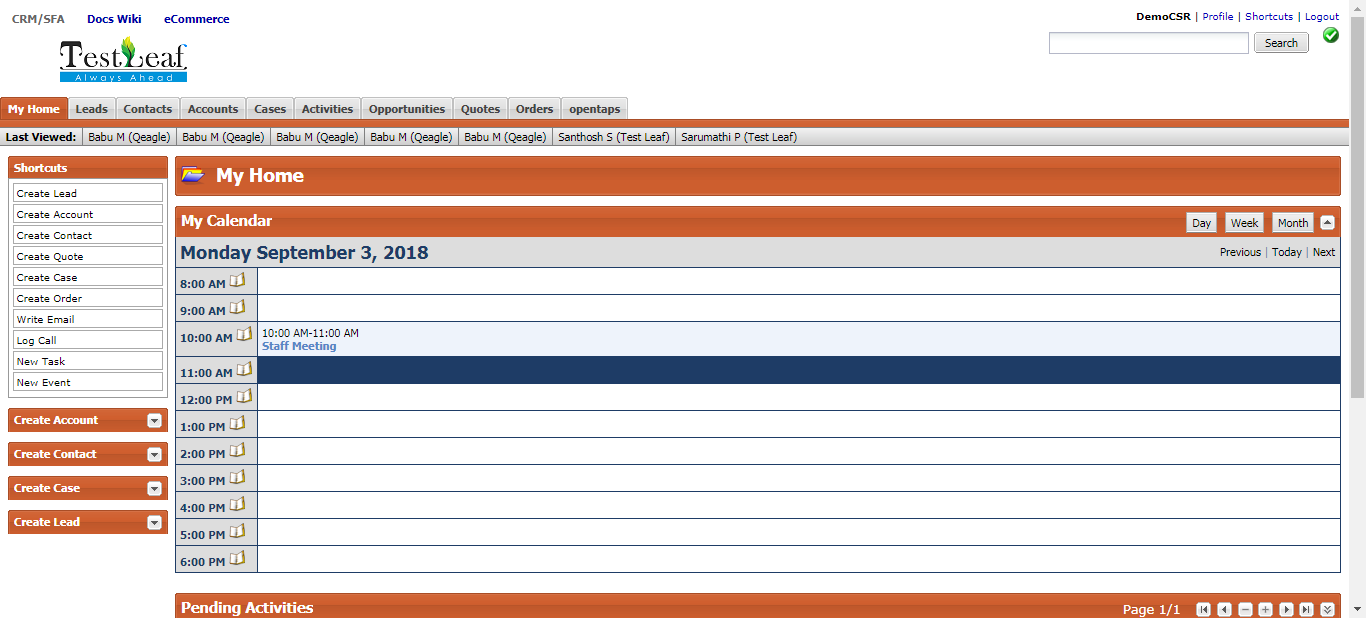 CRM/SFA Docs Wiki eCommerce
DemoCSR | Profile | Shortcuts | Logout
Search
TestLeaf
Always Ahead
My Home Leads Contacts Accounts Cases Activities Opportunities Quotes Orders opentaps
Last Viewed: Babu M (Qeagle) Babu M (Qeagle) Babu M (Qeagle) Babu M (Qeagle) Babu M (Qeagle) Santhosh S (Test Leaf) Sarumathi P (Test Leaf)
Shortcuts
Create Lead
Create Account
Create Contact
Create Quote
Create Case
Create Order
Write Email
Log Call
New Task
New Event
Create Account
Create Contact
Create Case
Create Lead
My Home
My Calendar Day Week Month
Monday September 3, 2018 Previous | Today | Next
8:00 AM
9:00 AM
10:00 AM 10:00 AM-11:00 AM
Staff Meeting
11:00 AM
12:00 PM
1:00 PM
2:00 PM
3:00 PM
4:00 PM
5:00 PM
6:00 PM
Pending Activities Page 1/1